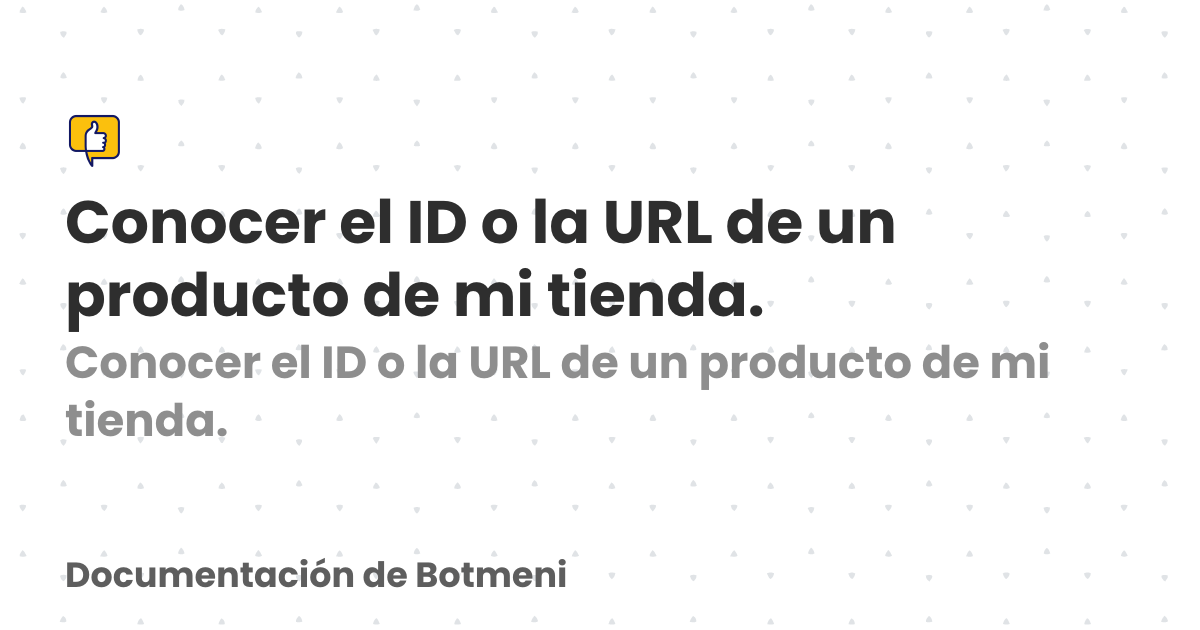 Conocer el ID o la URL de un
producto de mi tienda.
Conocer el ID o la URL de un producto de mi
tienda.
Documentación de Botmeni